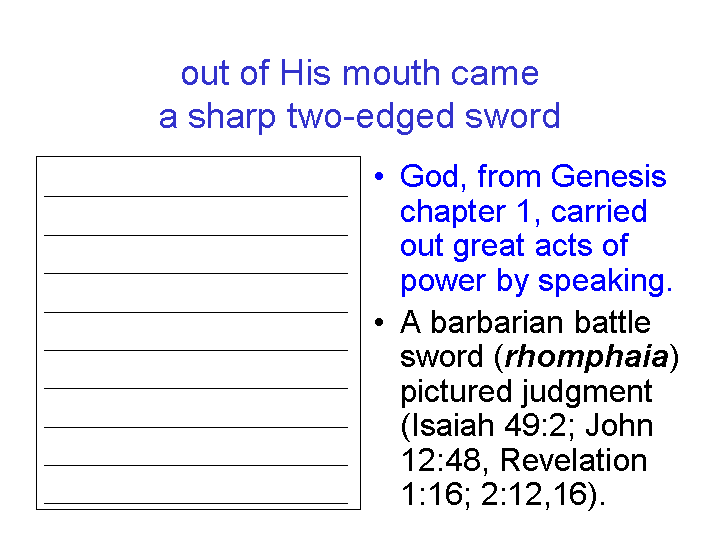 out of His mouth came
a sharp two-edged sword
• God, from Genesis
chapter 1, carried
out great acts of
power by speaking.
• A barbarian battle
sword (rhomphaia)
pictured judgment
(Isaiah 49:2; John
12:48, Revelation
1:16; 2:12,16).